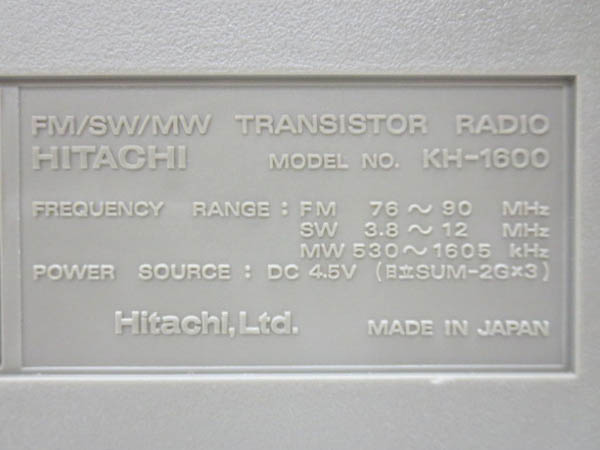 FM/SW/MW TRANSISTOR RADIO
HITACHI MODEL NO. KH-1600
FREQUENCY RANGE : FM 76～90 MHz
SW 3.8～12 MHz
MW 530～1605 kHz
POWER SOURCE : DC 4.5V (日立SUM-2G×3)
Hitachi, Ltd. MADE IN JAPAN